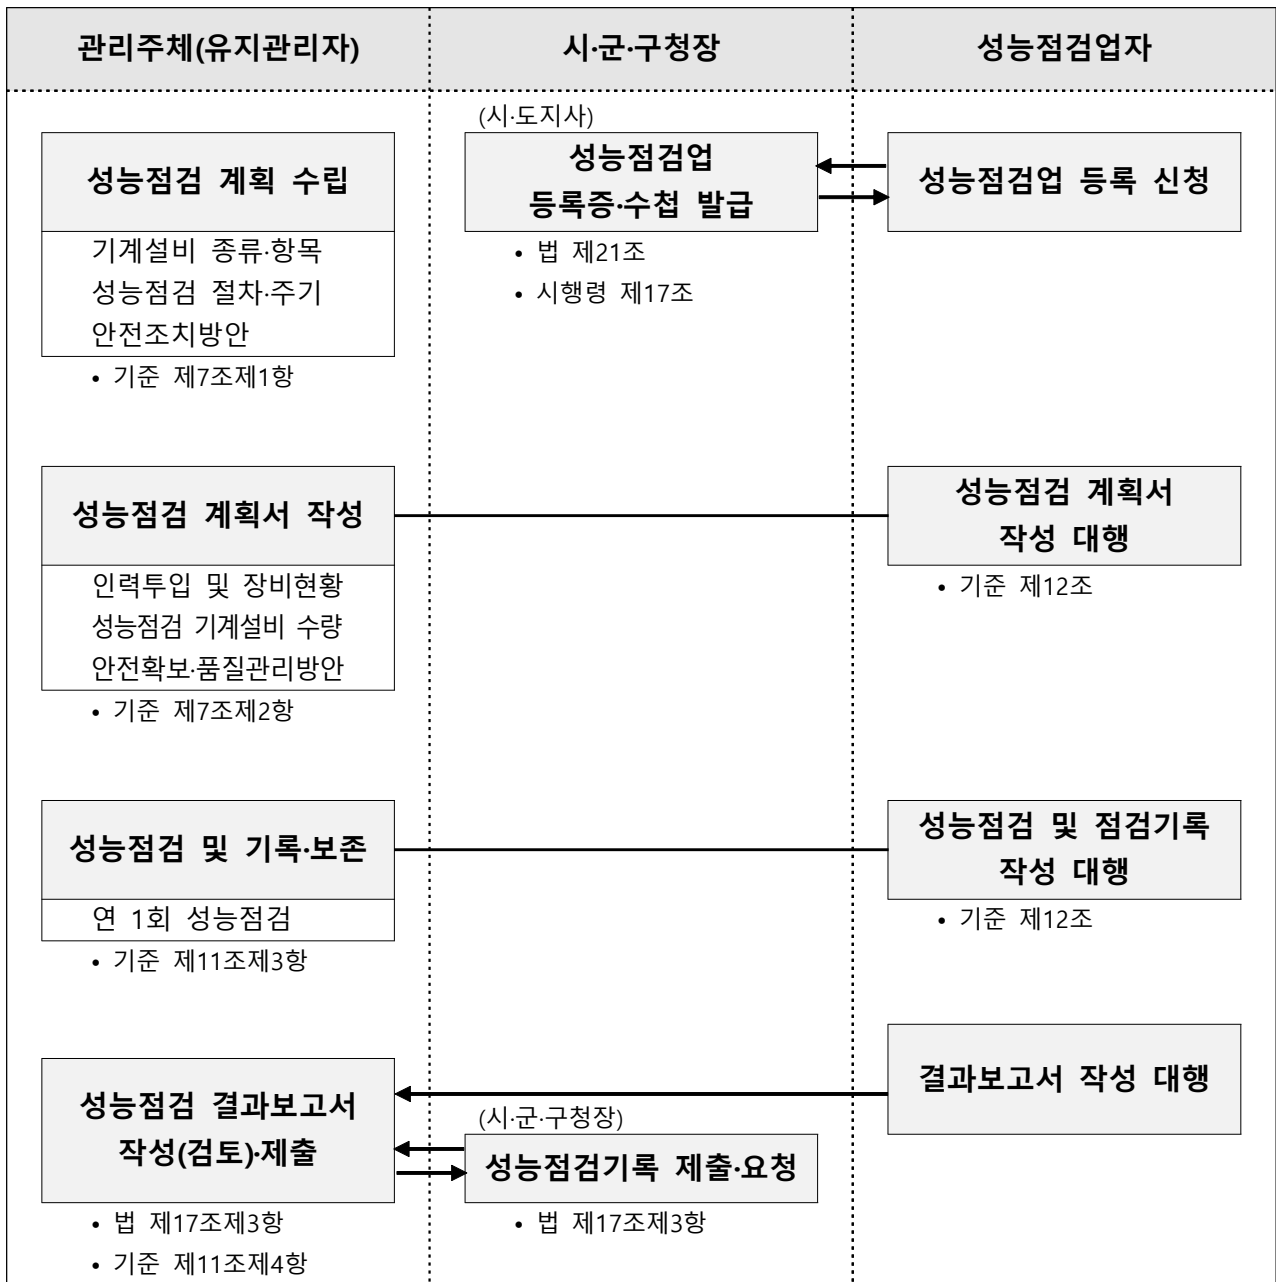 관리주체(유지관리자)
시·군·구청장
성능점검업자
(시·도지사)
성능점검 계획 수립
성능점검업
등록증·수첩 발급
성능점검업 등록 신청
기계설비 종류·항목
성능점검 절차·주기
안전조치방안
• 기준 제7조제1항
• 법 제21조
• 시행령 제17조
성능점검 계획서 작성
성능점검 계획서
작성 대행
인력투입 및 장비현황
성능점검 기계설비 수량
안전확보·품질관리방안
• 기준 제7조제2항
• 기준 제12조
성능점검 및 기록·보존
성능점검 및 점검기록
작성 대행
연 1회 성능점검
• 기준 제11조제3항
• 기준 제12조
결과보고서 작성 대행
성능점검 결과보고서
작성(검토)·제출
(시·군·구청장)
성능점검기록 제출·요청
• 법 제17조제3항
• 기준 제11조제4항
• 법 제17조제3항